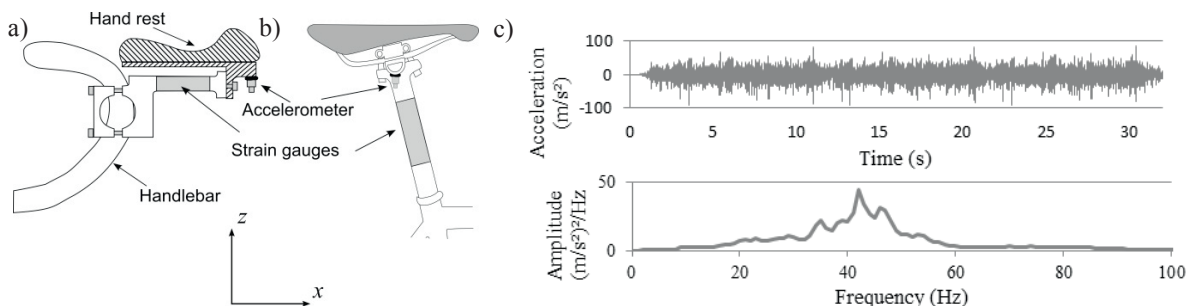 a)
Hand rest
b)
Accelerometer
Strain gauges
Handlebar
z
x
c)
Acceleration
(m/s²)
100
0
-100
0 5 10 15 20 25 30
Time (s)
Amplitude
(m/s²)²/Hz
50
0
0 20 40 60 80 100
Frequency (Hz)